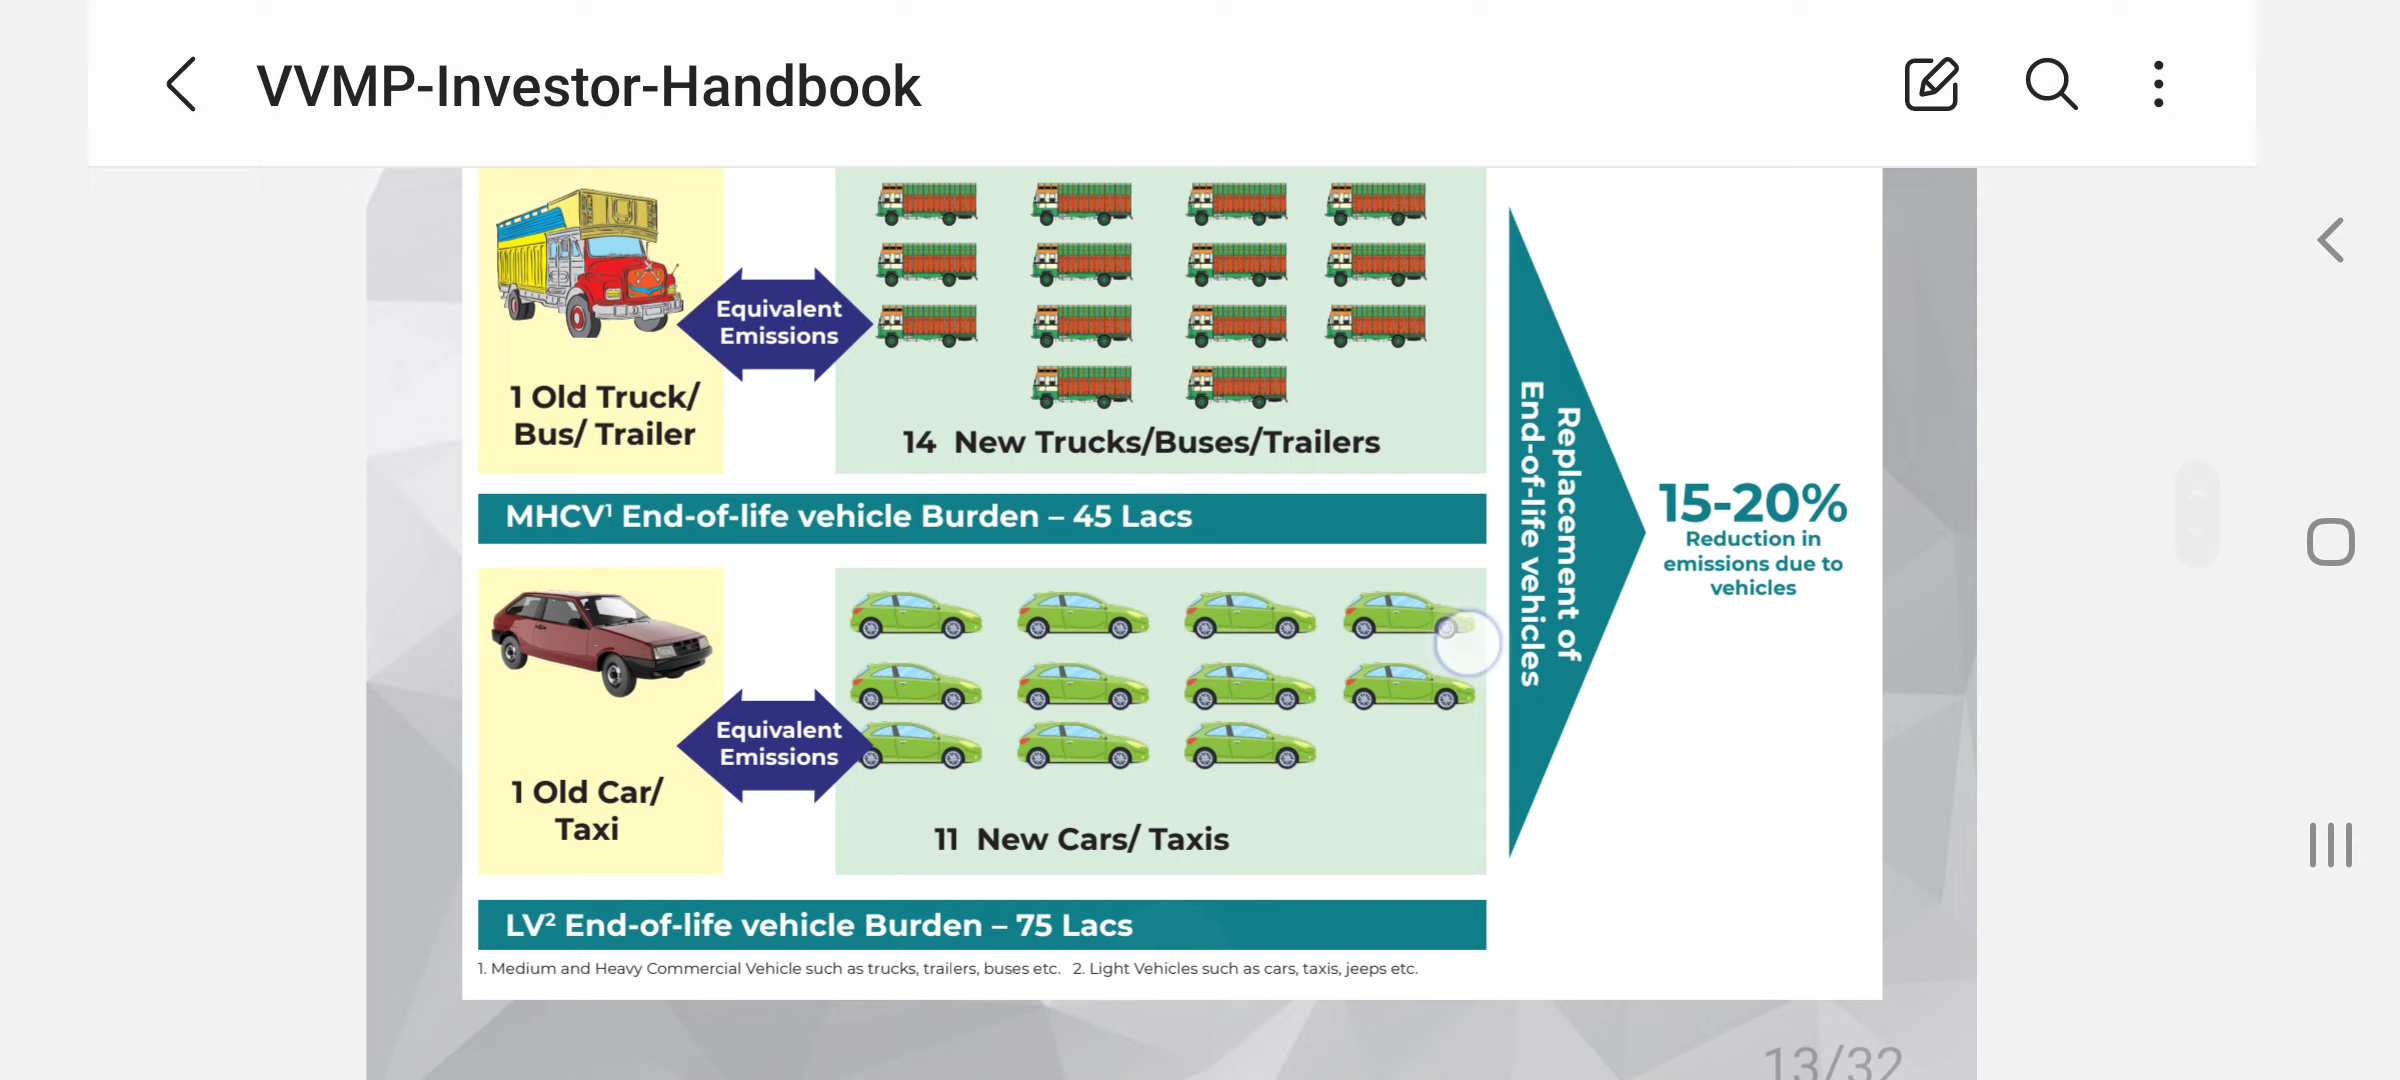 VVMP-Investor-Handbook
Equivalent
Emissions
1 Old Truck/
Bus/ Trailer
14 New Trucks/Buses/Trailers
MHCV¹ End-of-life vehicle Burden – 45 Lacs
Equivalent
Emissions
1 Old Car/
Taxi
11 New Cars/ Taxis
LV² End-of-life vehicle Burden – 75 Lacs
Replacement of
End-of-life vehicles
15-20%
Reduction in
emissions due to
vehicles
1. Medium and Heavy Commercial Vehicle such as trucks, trailers, buses etc. 2. Light Vehicles such as cars, taxis, jeeps etc.
13/32